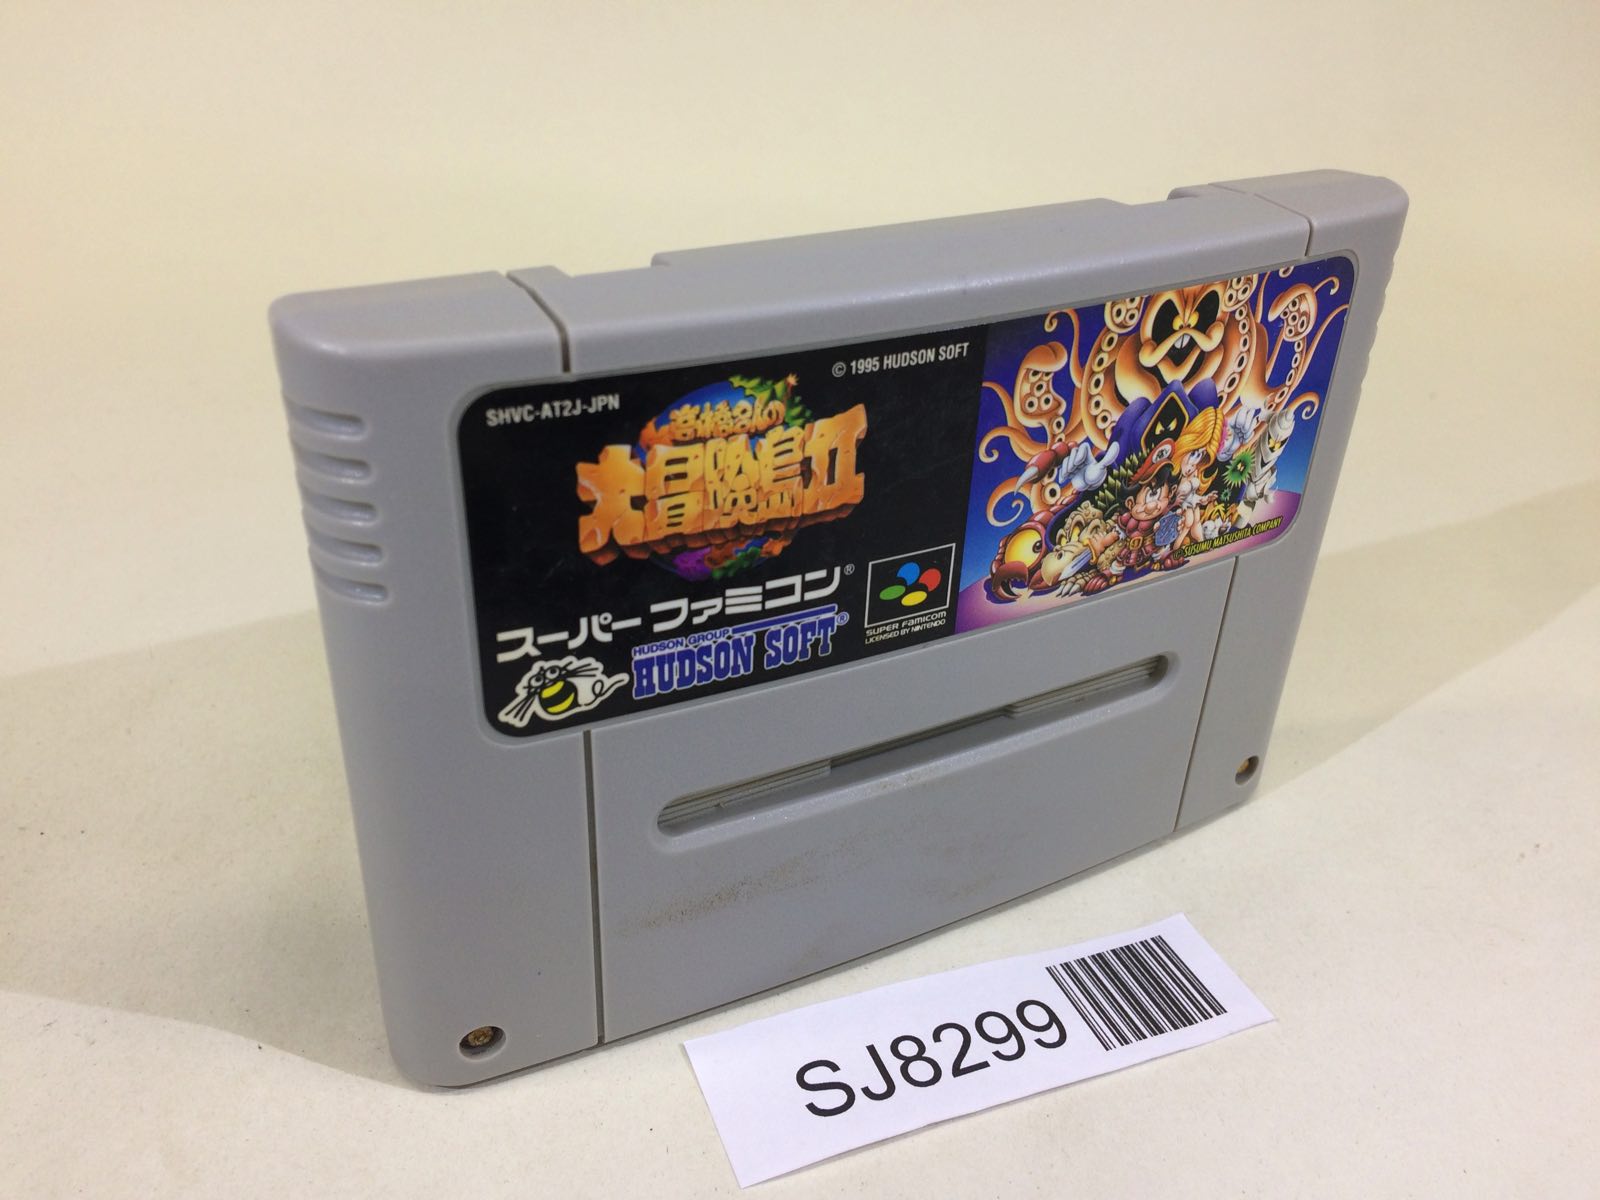 SHVC-AT2J-JPN
© 1995 HUDSON SOFT
高橋名人の
大冒険島II
スーパーファミコン®
HUDSON GROUP
HUDSON SOFT®
SUPER FAMICOM
LICENSED BY NINTENDO
© SUSUMU MATSUSHITA COMPANY
SJ8299